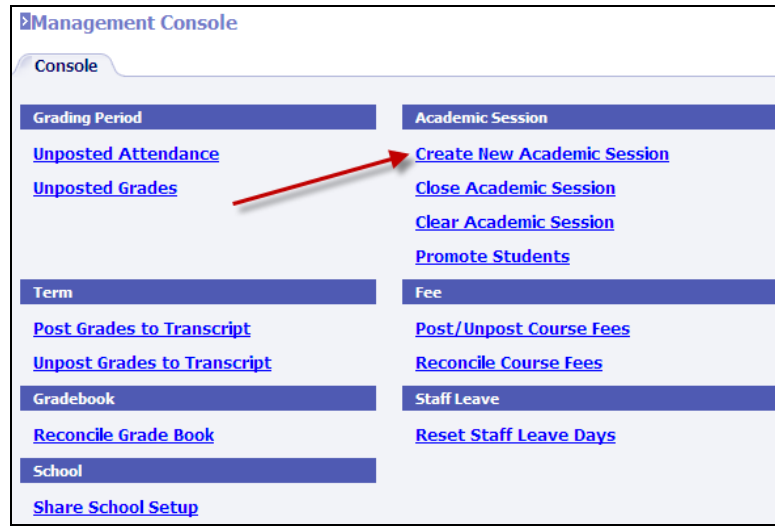 Management Console
Console
Grading Period
Unposted Attendance
Unposted Grades
Academic Session
Create New Academic Session
Close Academic Session
Clear Academic Session
Promote Students
Term
Post Grades to Transcript
Unpost Grades to Transcript
Fee
Post/Unpost Course Fees
Reconcile Course Fees
Gradebook
Reconcile Grade Book
Staff Leave
Reset Staff Leave Days
School
Share School Setup